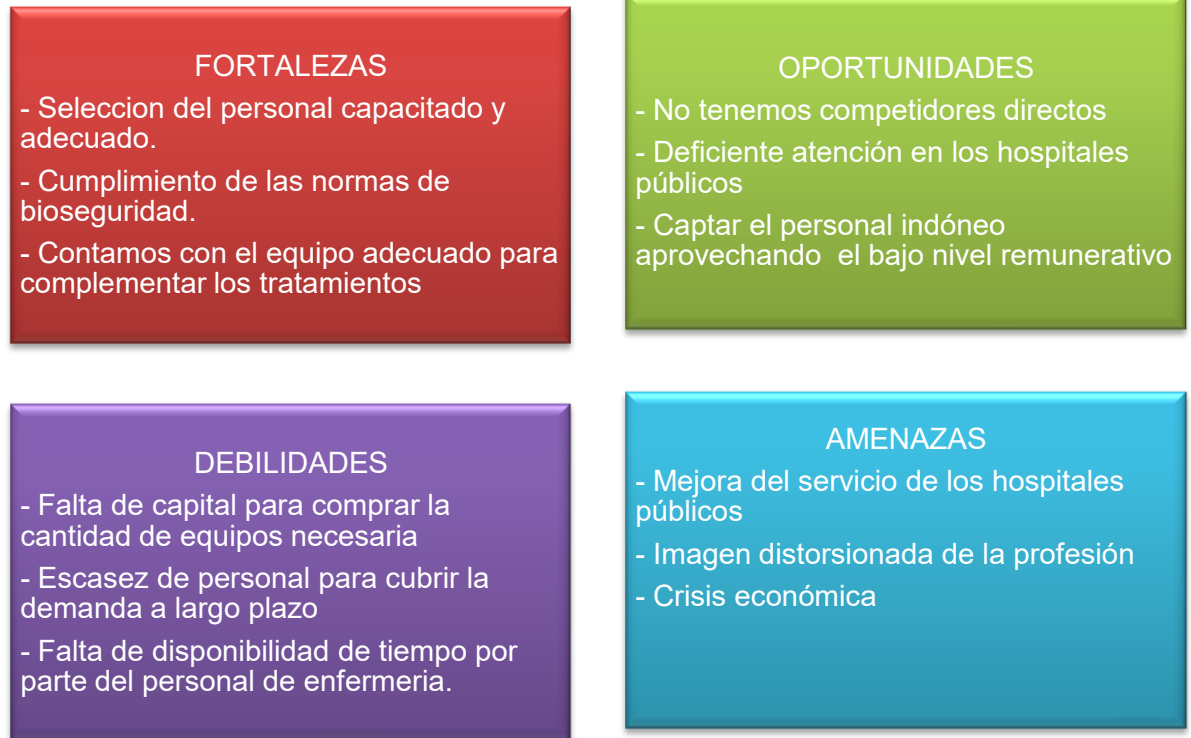 FORTALEZAS
- Seleccion del personal capacitado y
adecuado.
- Cumplimiento de las normas de
bioseguridad.
- Contamos con el equipo adecuado para
complementar los tratamientos
OPORTUNIDADES
- No tenemos competidores directos
- Deficiente atención en los hospitales
públicos
- Captar el personal indóneo
aprovechando  el bajo nivel remunerativo
DEBILIDADES
- Falta de capital para comprar la
cantidad de equipos necesaria
- Escasez de personal para cubrir la
demanda a largo plazo
- Falta de disponibilidad de tiempo por
parte del personal de enfermeria.
AMENAZAS
- Mejora del servicio de los hospitales
públicos
- Imagen distorsionada de la profesión
- Crisis económica